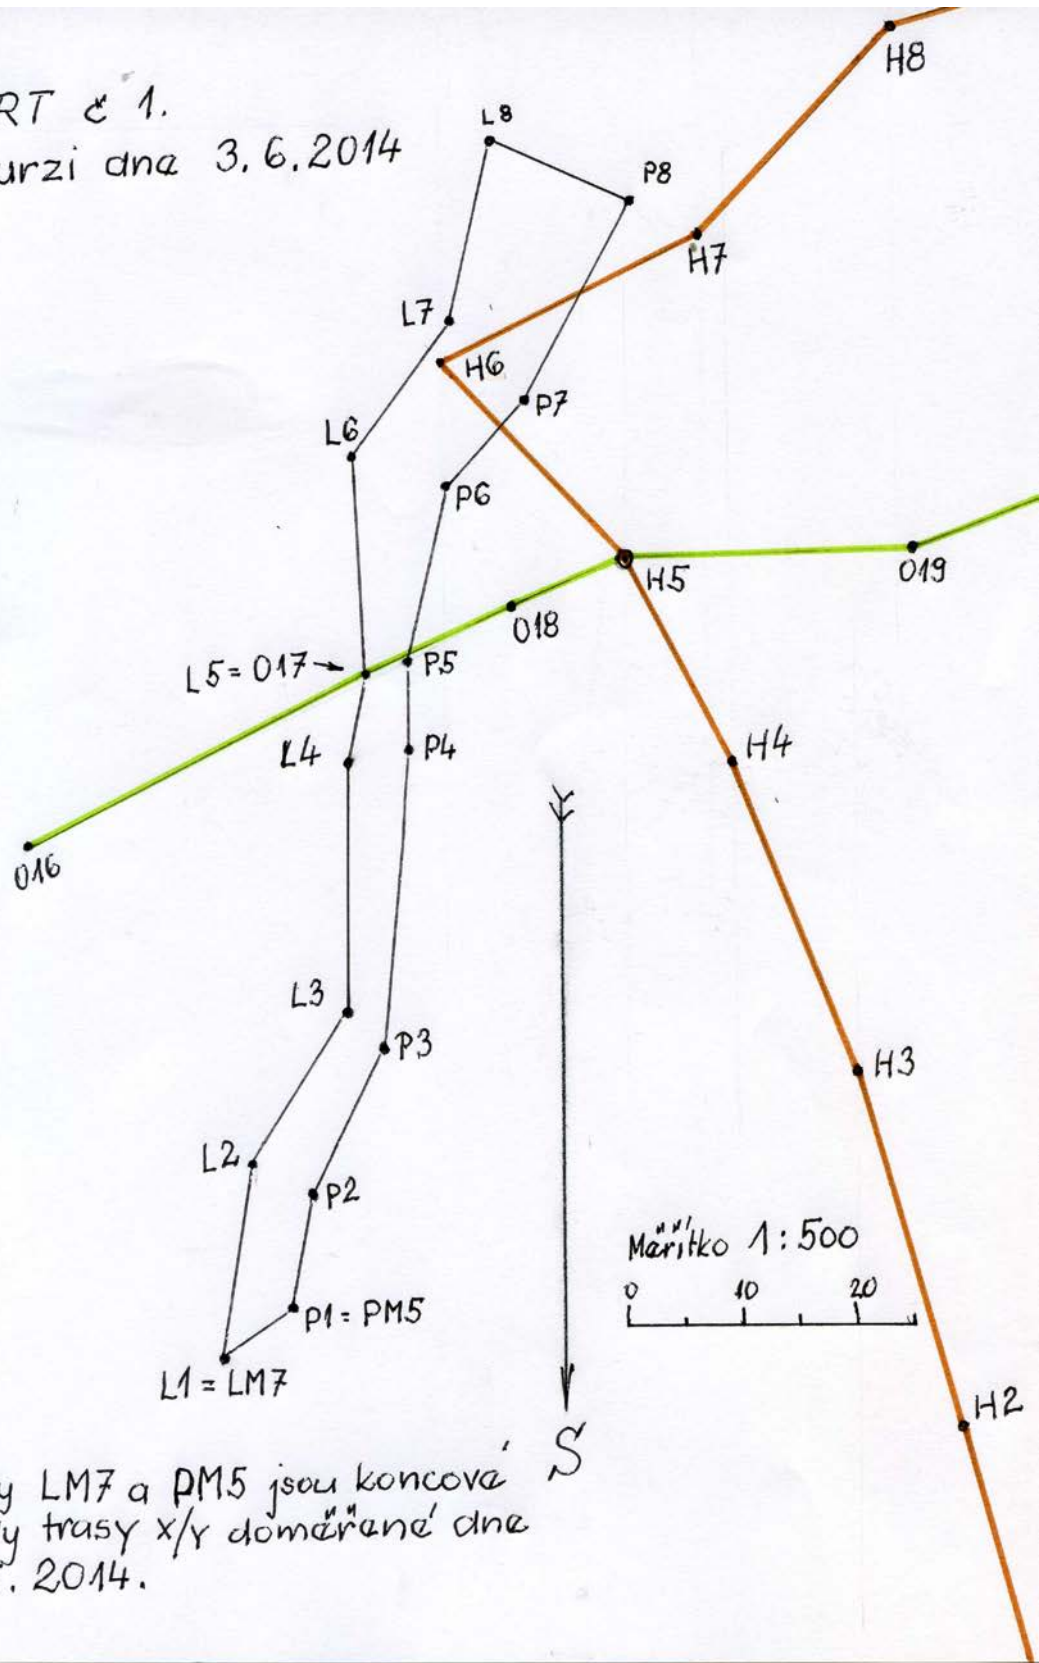 RT č 1.
urzi dne 3.6.2014
L8
P8
H8
H7
L7
H6
P7
L6
P6
H5
O19
O18
L5=O17→
P5
L4
P4
H4
O16
L3
P3
H3
L2
P2
Měřítko 1:500
0 10 20
P1=PM5
L1=LM7
H2
S
y LM7 a PM5 jsou koncové
y trasy x/y doměřené dne
. 2014.